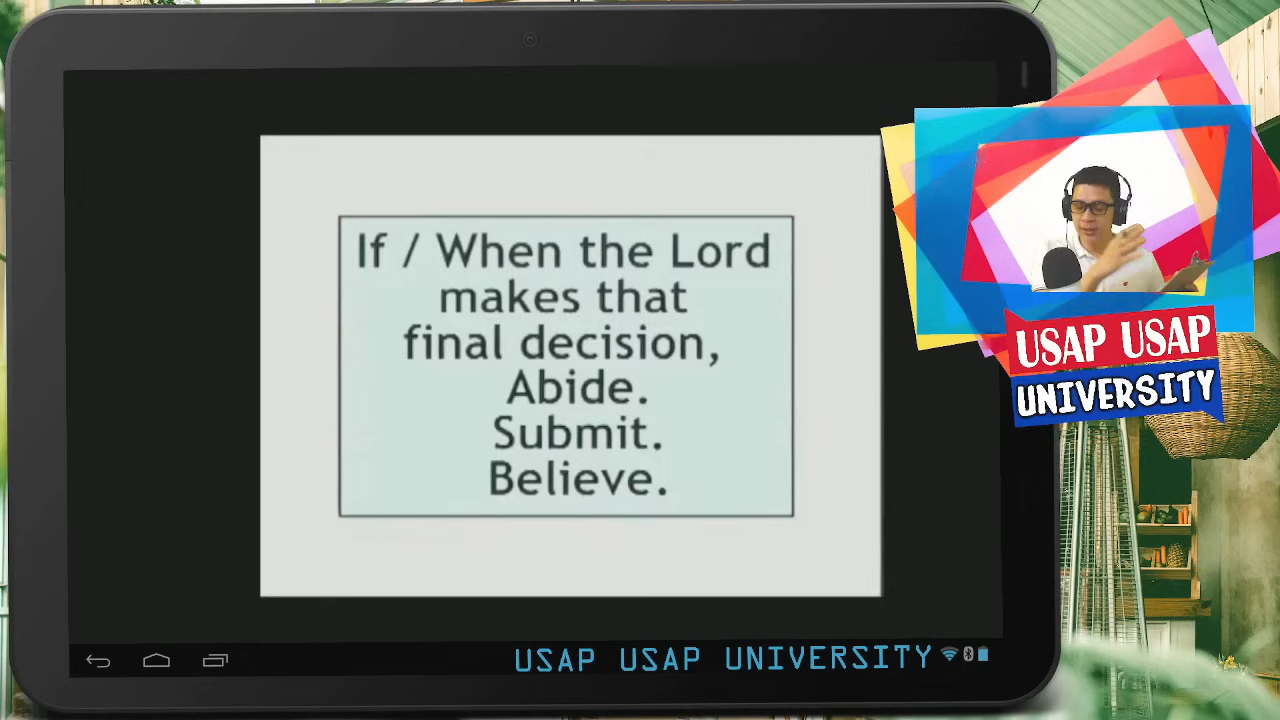 If / When the Lord
makes that
final decision,
Abide.
Submit.
Believe.
USAP USAP
UNIVERSITY
USAP USAP UNIVERSITY